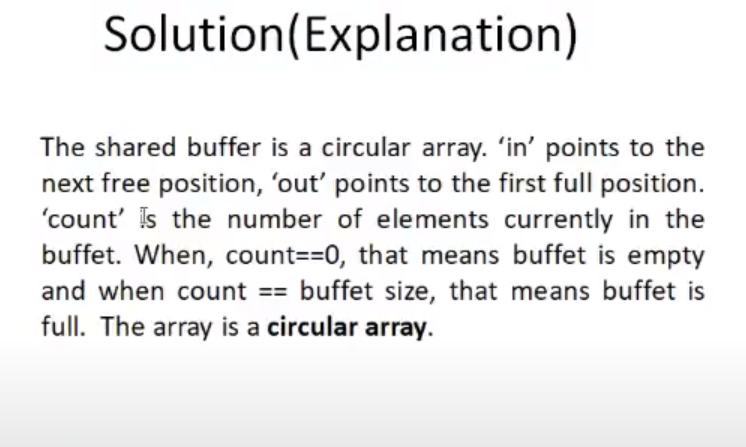 Solution(Explanation)
The shared buffer is a circular array. ‘in’ points to the
next free position, ‘out’ points to the first full position.
‘count’ is the number of elements currently in the
buffet. When, count==0, that means buffet is empty
and when count == buffet size, that means buffet is
full. The array is a circular array.